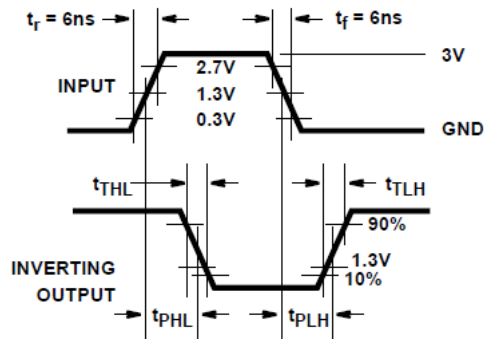 tr = 6ns
tf = 6ns
INPUT
2.7V
1.3V
0.3V
3V
GND
tTHL
tTLH
90%
1.3V
10%
INVERTING
OUTPUT
tPHL
tPLH